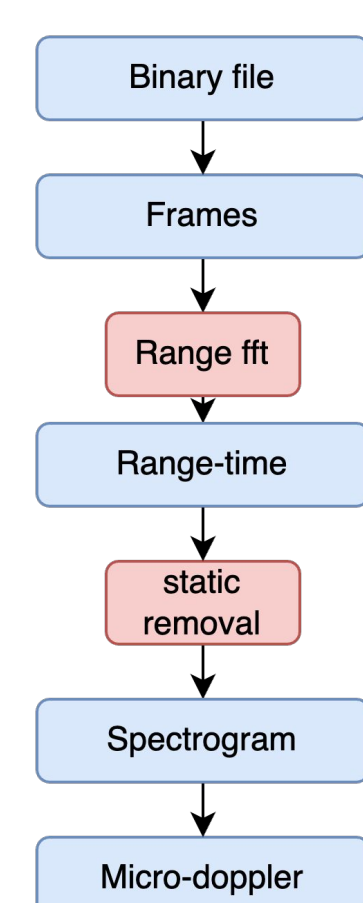 Binary file
Frames
Range fft
Range-time
static
removal
Spectrogram
Micro-doppler